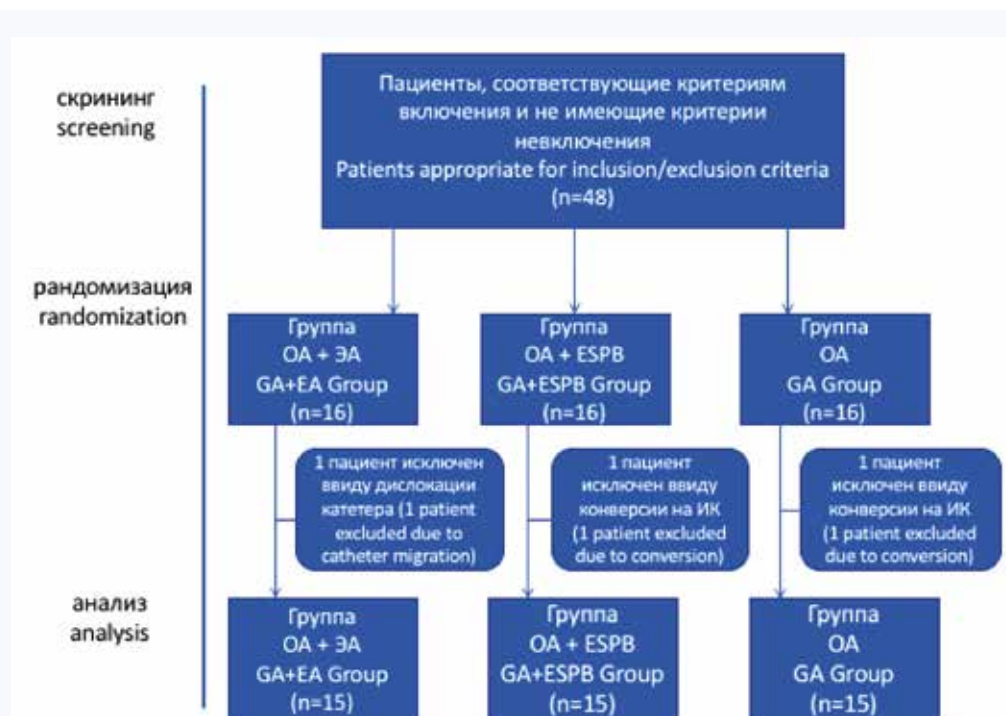 скрининг
screening
Пациенты, соответствующие критериям
включения и не имеющие критерии
невключения
Patients appropriate for inclusion/exclusion criteria
(n=48)
рандомизация
randomization
Группа
ОА + ЭА
GA+EA Group
(n=16)
Группа
ОА + ESPB
GA+ESPB Group
(n=16)
Группа
ОА
GA Group
(n=16)
1 пациент исключен
ввиду дислокации
катетера (1 patient
excluded due to
catheter migration)
1 пациент
исключен ввиду
конверсии на ИК
(1 patient excluded
due to conversion)
1 пациент
исключен ввиду
конверсии на ИК
(1 patient excluded
due to conversion)
анализ
analysis
Группа
ОА + ЭА
GA+EA Group
(n=15)
Группа
ОА + ESPB
GA+ESPB Group
(n=15)
Группа
ОА
GA Group
(n=15)